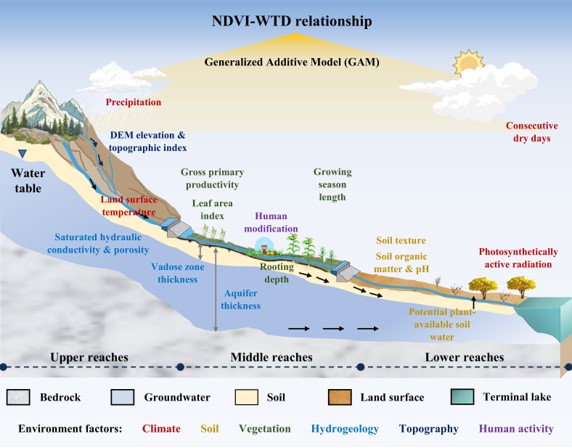 NDVI-WTD relationship
Generalized Additive Model (GAM)
Precipitation
Consecutive
dry days
DEM elevation &
topographic index
Water
table
Gross primary
productivity
Growing
season
length
Leaf area
index
Land surface
temperature
Human
modification
Saturated hydraulic
conductivity & porosity
Soil texture
Soil organic
matter & pH
Photosynthetically
active radiation
Vadose zone
thickness
Rooting
depth
Aquifer
thickness
Potential plant-
available soil
water
Upper reaches
Middle reaches
Lower reaches
Bedrock
Groundwater
Soil
Land surface
Terminal lake
Environment factors: Climate Soil Vegetation Hydrogeology Topography Human activity